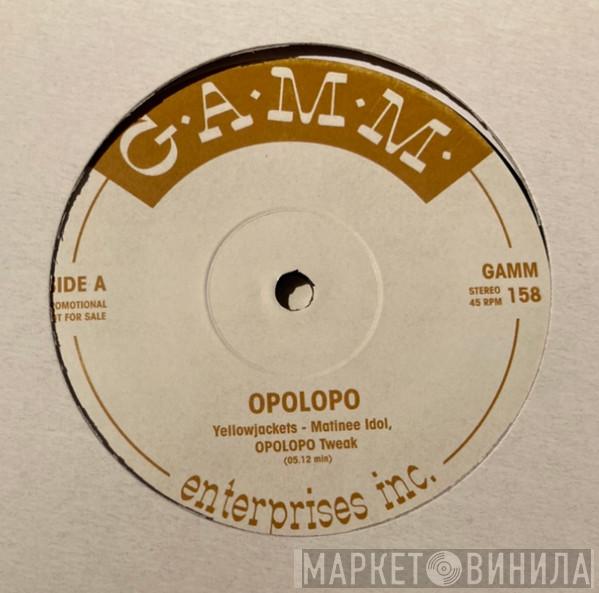 G·A·M·M·
SIDE A
PROMOTIONAL
NOT FOR SALE
GAMM
STEREO
45 RPM 158
OPOLOPO
Yellowjackets - Matinee Idol,
OPOLOPO Tweak
(05.12 min)
enterprises inc.
МАРКЕТ ВИНИЛА